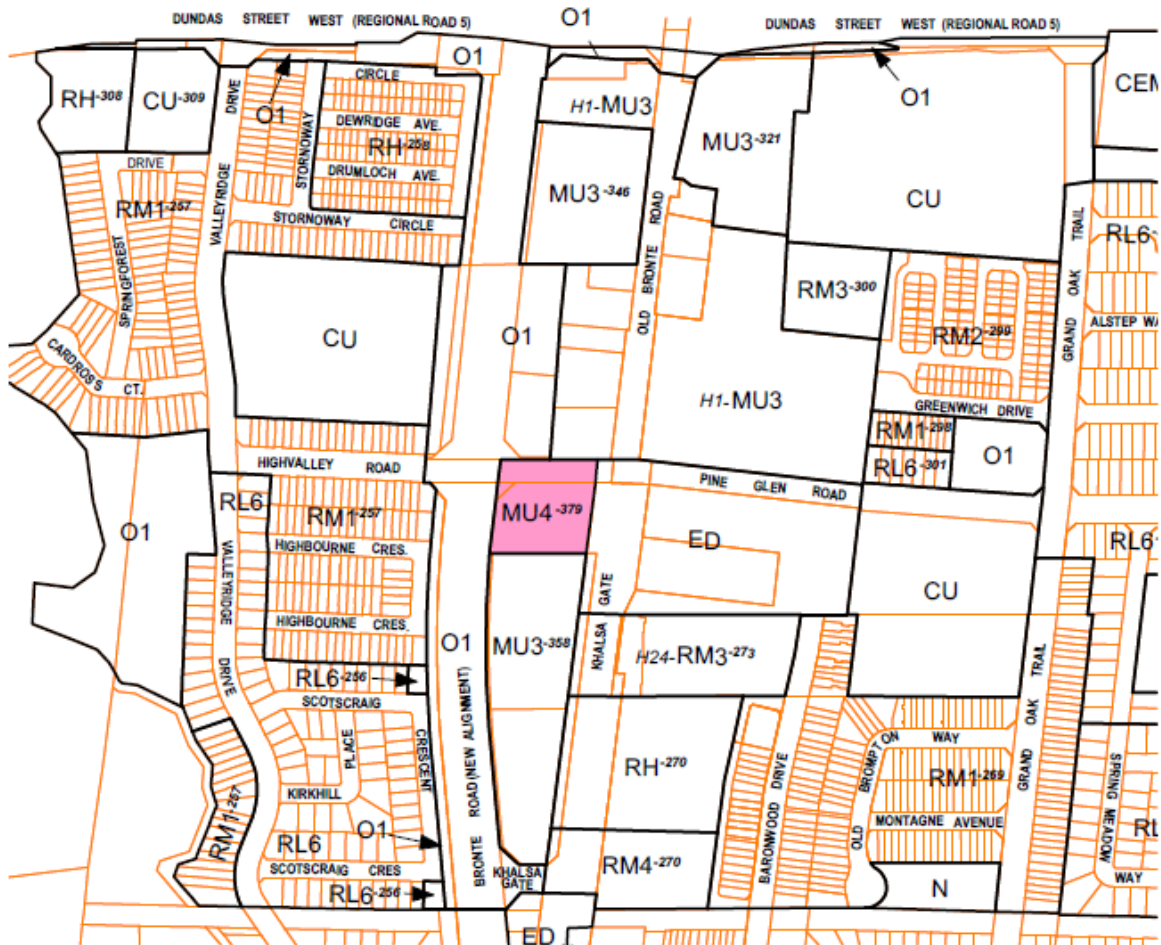 DUNDAS STREET WEST (REGIONAL ROAD 5)
O1
DUNDAS STREET WEST (REGIONAL ROAD 5)
O1
RH-308
CU-309
DRIVE
O1
CIRCLE
DEWRIDGE AVE.
RH-258
DRUMLOCH AVE.
STORNOWAY
STORNOWAY CIRCLE
H1-MU3
MU3-346
MU3-321
O1
CU
CEM
DRIVE
RM1-257
SPRINGFOREST
VALLEYRIDGE
OLD BRONTE ROAD
RM3-300
RM2-299
GRAND OAK TRAIL
RL6-
ALSTEP WA
CARDROSS CT.
CU
O1
H1-MU3
GREENWICH DRIVE
RM1-298
RL6-301
O1
HIGHVALLEY ROAD
PINE GLEN ROAD
O1
RL6
RM1-257
HIGHBOURNE CRES.
HIGHBOURNE CRES.
VALLEYRIDGE DRIVE
MU4-379
ED
CU
RL6-
O1
MU3-358
KHALSA GATE
H24-RM3-273
RL6-256
SCOTSCRAIG
CRESCENT
PLACE
KIRKHILL
BRONTE ROAD (NEW ALIGNMENT)
RH-270
BARONWOOD DRIVE
OLD BROMPTON WAY
RM1-269
MONTAGNE AVENUE
GRAND OAK TRAIL
SPRING MEADOW WAY
RL
RM1-257
RL6
O1
SCOTSCRAIG CRES
RL6-256
KHALSA GATE
RM4-270
N
ED